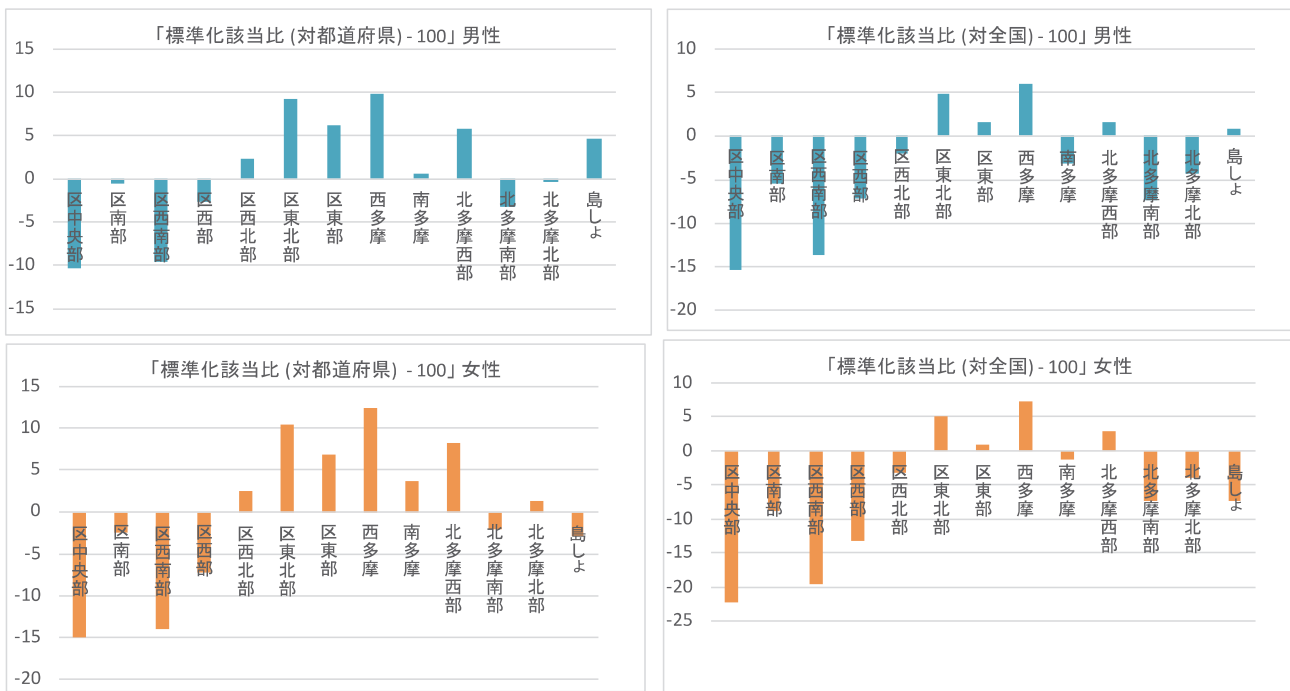 「標準化該当比 (対都道府県) - 100」 男性
15
10
5
0
-5
-10
-15
区中央部
区南部
区西南部
区西部
区西北部
区東北部
区東部
西多摩
南多摩
北多摩西部
北多摩南部
北多摩北部
島しょ
「標準化該当比 (対全国) - 100」 男性
10
5
0
-5
-10
-15
-20
区中央部
区南部
区西南部
区西部
区西北部
区東北部
区東部
西多摩
南多摩
北多摩西部
北多摩南部
北多摩北部
島しょ
「標準化該当比 (対都道府県) - 100」 女性
15
10
5
0
-5
-10
-15
-20
区中央部
区南部
区西南部
区西部
区西北部
区東北部
区東部
西多摩
南多摩
北多摩西部
北多摩南部
北多摩北部
島しょ
「標準化該当比 (対全国) - 100」 女性
10
5
0
-5
-10
-15
-20
-25
区中央部
区南部
区西南部
区西部
区西北部
区東北部
区東部
西多摩
南多摩
北多摩西部
北多摩南部
北多摩北部
島しょ